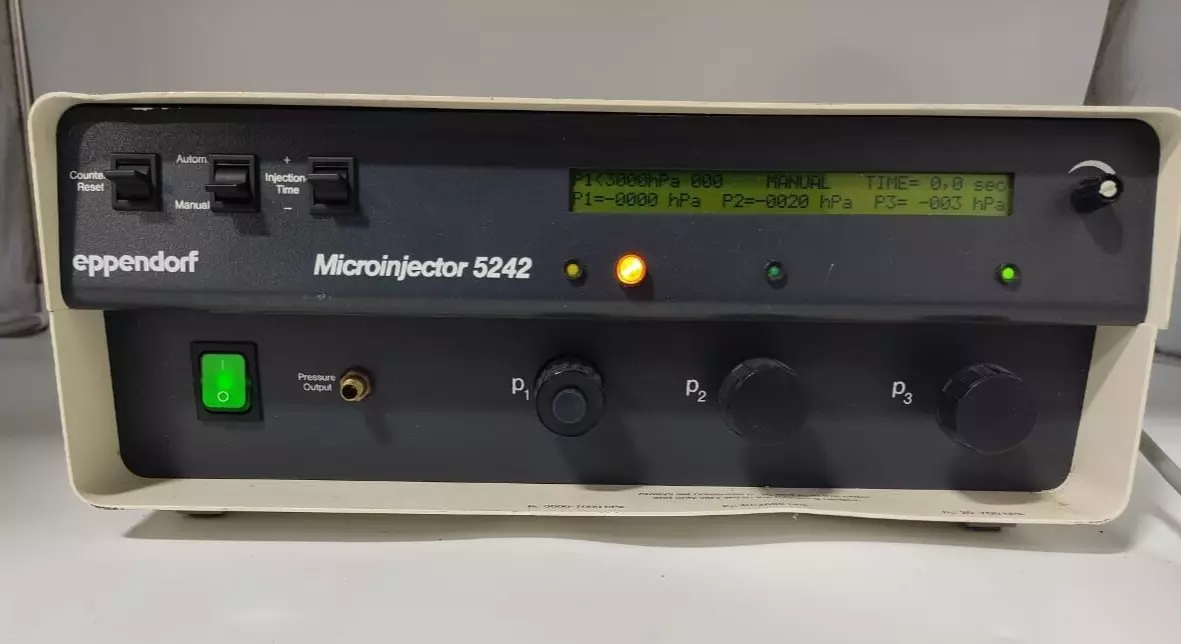 Counter
Reset
Autom.
Manual
+
Injection
Time
–
P1<3000hPa 000 MANUAL TIME= 0,0 sec
P1=-0000 hPa P2=-0020 hPa P3= -003 hPa
eppendorf
Microinjector 5242
I
O
Pressure
Output
p1
p2
p3